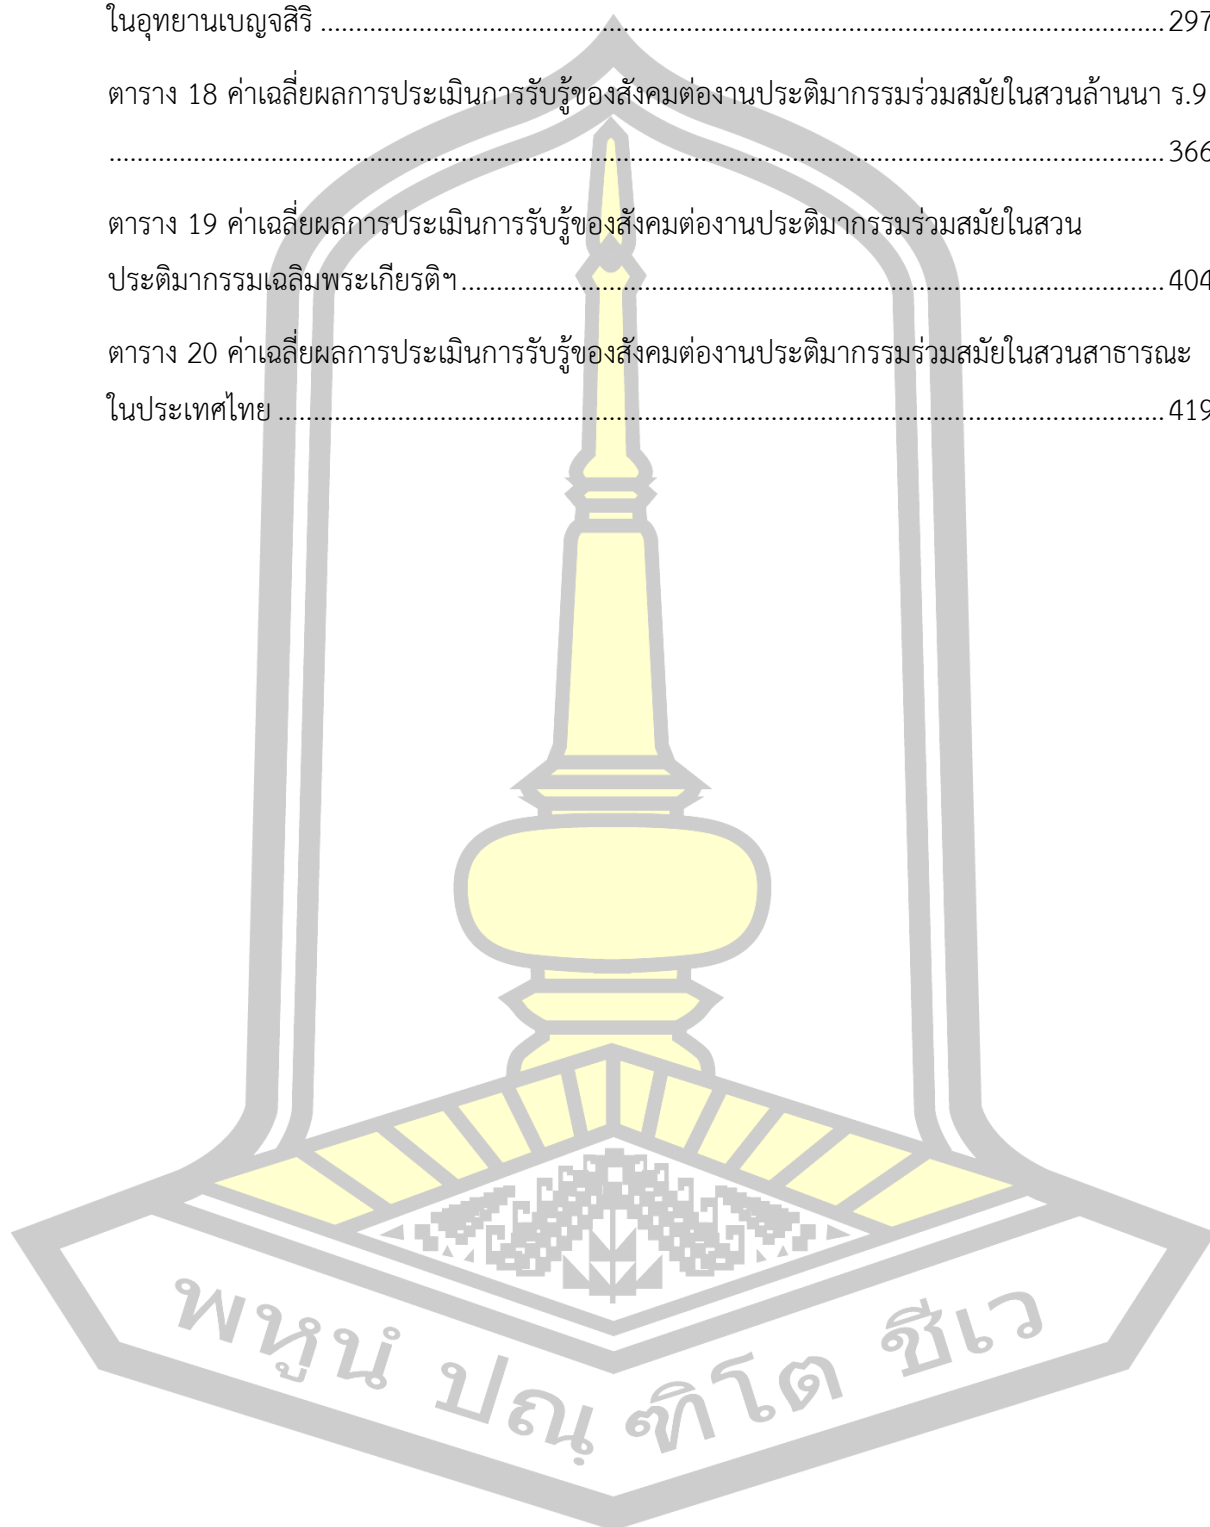 ในอุทยานเบญจสิริ ........................................................................................................................ 297
ตาราง 18 ค่าเฉลี่ยผลการประเมินการรับรู้ของสังคมต่องานประติมากรรมร่วมสมัยในสวนล้านนา ร.9
...................................................................................................................................................... 366
ตาราง 19 ค่าเฉลี่ยผลการประเมินการรับรู้ของสังคมต่องานประติมากรรมร่วมสมัยในสวน
ประติมากรรมเฉลิมพระเกียรติฯ .................................................................................................... 404
ตาราง 20 ค่าเฉลี่ยผลการประเมินการรับรู้ของสังคมต่องานประติมากรรมร่วมสมัยในสวนสาธารณะ
ในประเทศไทย .............................................................................................................................. 419
พหูนํ ปณฺฑิโต ชีเว